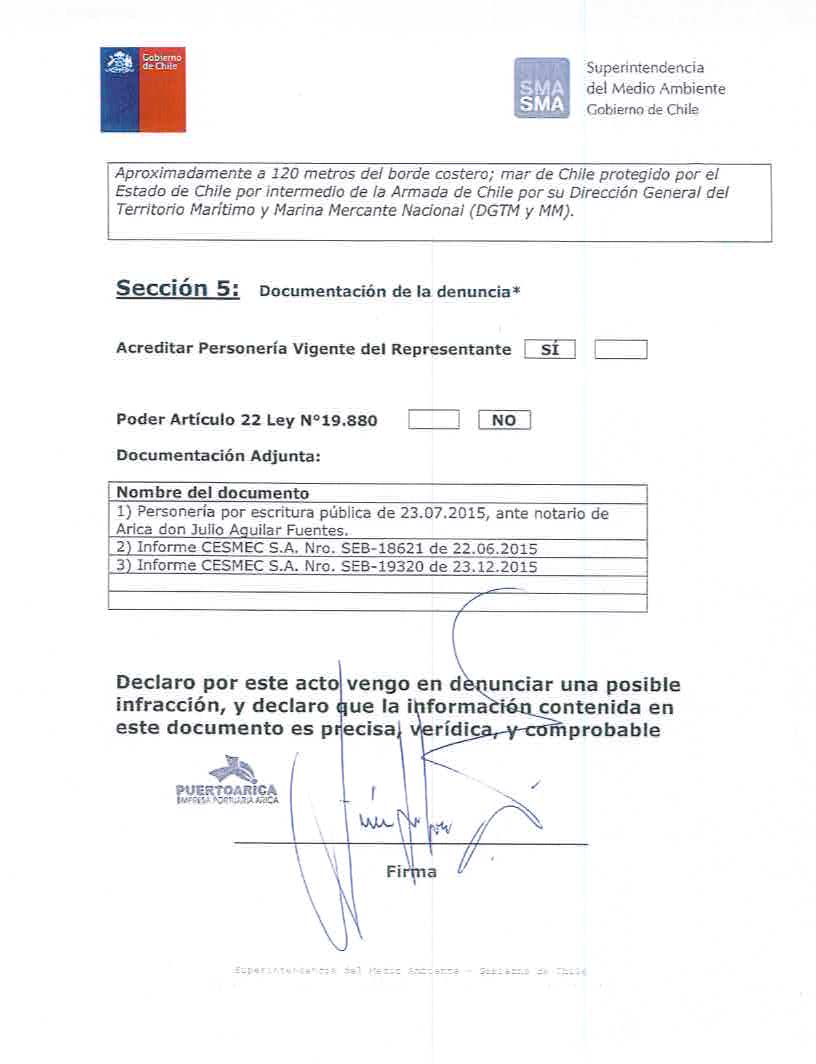 Gobierno
de Chile
SMA
SMA
Superintendencia
del Medio Ambiente
Gobierno de Chile
Aproximadamente a 120 metros del borde costero; mar de Chile protegido por el
Estado de Chile por intermedio de la Armada de Chile por su Dirección General del
Territorio Marítimo y Marina Mercante Nacional (DGTM y MM).
Sección 5: Documentación de la denuncia*
Acreditar Personería Vigente del Representante SÍ
Poder Artículo 22 Ley N°19.880 NO
Documentación Adjunta:
Nombre del documento
1) Personería por escritura pública de 23.07.2015, ante notario de
Arica don Julio Aguilar Fuentes.
2) Informe CESMEC S.A. Nro. SEB-18621 de 22.06.2015
3) Informe CESMEC S.A. Nro. SEB-19320 de 23.12.2015
Declaro por este acto vengo en denunciar una posible
infracción, y declaro que la información contenida en
este documento es precisa, verídica, y comprobable
PUERTOARICA
EMPRESA PORTUARIA ARICA
Firma
Superintendencia del Medio Ambiente - Gobierno de Chile